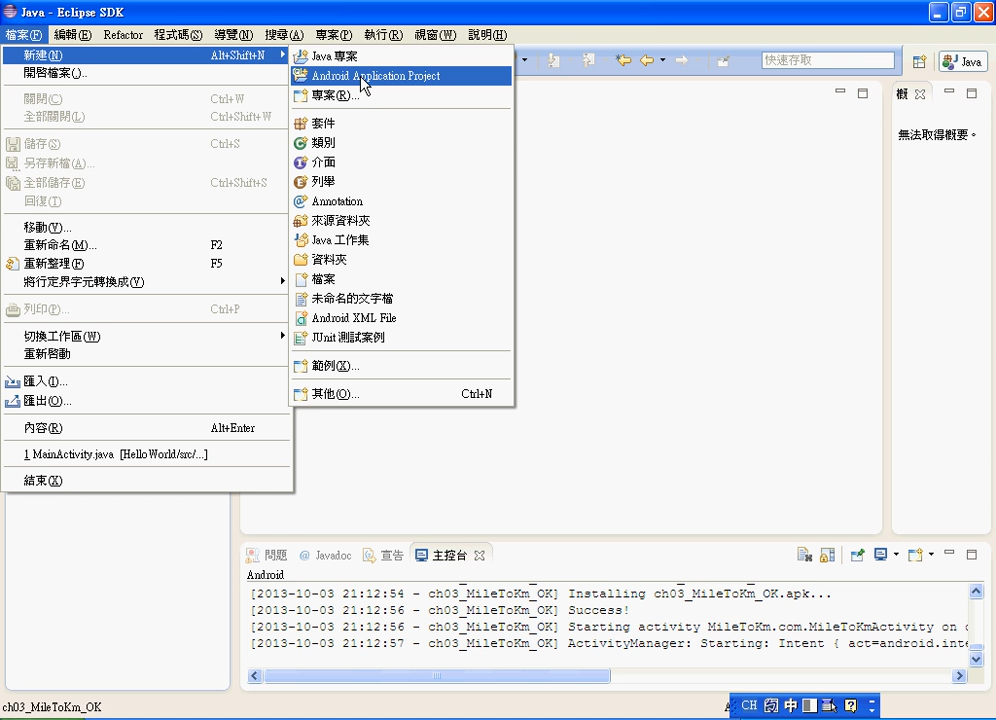 Java - Eclipse SDK
檔案(F) 編輯(E) Refactor 程式碼(S) 導覽(N) 搜尋(A) 專案(P) 執行(R) 視窗(W) 說明(H)
新建(N) Alt+Shift+N
開啓檔案(.)..
關閉(C) Ctrl+W
全部關閉(L) Ctrl+Shift+W
儲存(S) Ctrl+S
另存新檔(A)...
全部儲存(E) Ctrl+Shift+S
回復(T)
移動(V)...
重新命名(M)... F2
重新整理(F) F5
將行定界字元轉換成(V)
列印(P)... Ctrl+P
切換工作區(W)
重新啓動
匯入(I)...
匯出(O)...
內容(R) Alt+Enter
1 MainActivity.java [HelloWorld/src/...]
結束(X)
Java 專案
Android Application Project
專案(R)...
套件
類別
介面
列舉
Annotation
來源資料夾
Java 工作集
資料夾
檔案
未命名的文字檔
Android XML File
JUnit 測試案例
範例(X)...
其他(O)... Ctrl+N
快速存取
Java
概
無法取得概要。
問題 Javadoc 宣告 主控台
Android
[2013-10-03 21:12:54 - ch03_MileToKm_OK] Installing ch03_MileToKm_OK.apk...
[2013-10-03 21:12:56 - ch03_MileToKm_OK] Success!
[2013-10-03 21:12:56 - ch03_MileToKm_OK] Starting activity MileToKm.com.MileToKmActivity on
[2013-10-03 21:12:57 - ch03_MileToKm_OK] ActivityManager: Starting: Intent { act=android.inte
ch03_MileToKm_OK
CH 中